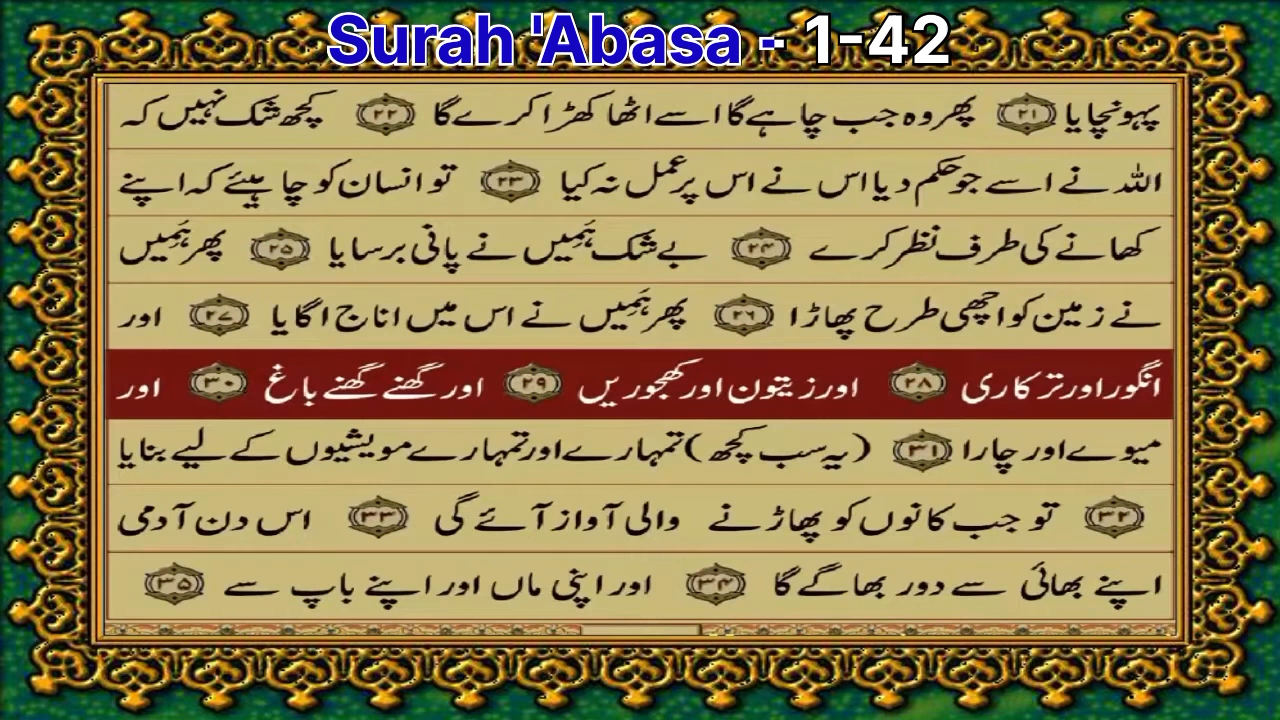 Surah 'Abasa - 1-42
پہونچایا ۲۱ پھر وہ جب چاہے گا اسے اٹھا کھڑا کرے گا ۲۲ کچھ شک نہیں کہ
اللہ نے اسے جو حکم دیا اس نے اس پر عمل نہ کیا ۲۳ تو انسان کو چاہیئے کہ اپنے
کھانے کی طرف نظر کرے ۲۴ بے شک ہَمِیں نے پانی برسایا ۲۵ پھر ہَمِیں
نے زمین کو اچھی طرح پھاڑا ۲۶ پھر ہَمِیں نے اس میں اناج اگایا ۲۷ اور
انگور اور ترکاری ۲۸ اور زیتون اور کھجوریں ۲۹ اور گھنے گھنے باغ ۳۰ اور
میوے اور چارا ۳۱ (یہ سب کچھ) تمہارے اور تمہارے مویشیوں کے لیے بنایا
۳۲ تو جب کانوں کو پھاڑنے والی آواز آئے گی ۳۳ اس دن آدمی
اپنے بھائی سے دور بھاگے گا ۳۴ اور اپنی ماں اور اپنے باپ سے ۳۵